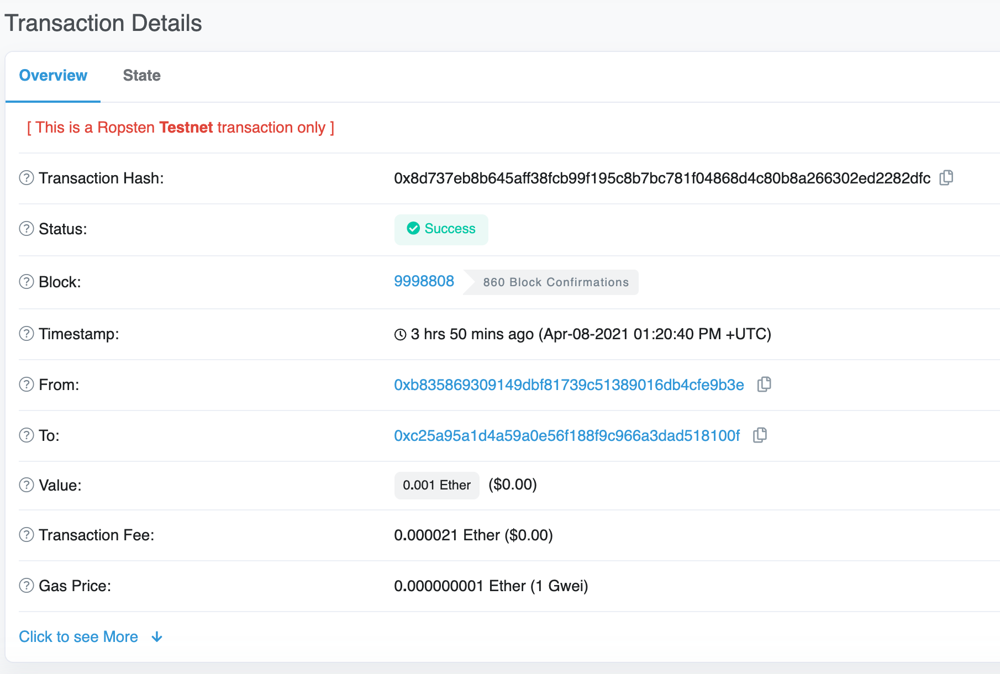 Transaction Details
Overview State
[ This is a Ropsten Testnet transaction only ]
Transaction Hash: 0x8d737eb8b645aff38fcb99f195c8b7bc781f04868d4c80b8a266302ed2282dfc
Status: Success
Block: 9998808 860 Block Confirmations
Timestamp: 3 hrs 50 mins ago (Apr-08-2021 01:20:40 PM +UTC)
From: 0xb835869309149dbf81739c51389016db4cfe9b3e
To: 0xc25a95a1d4a59a0e56f188f9c966a3dad518100f
Value: 0.001 Ether ($0.00)
Transaction Fee: 0.000021 Ether ($0.00)
Gas Price: 0.000000001 Ether (1 Gwei)
Click to see More